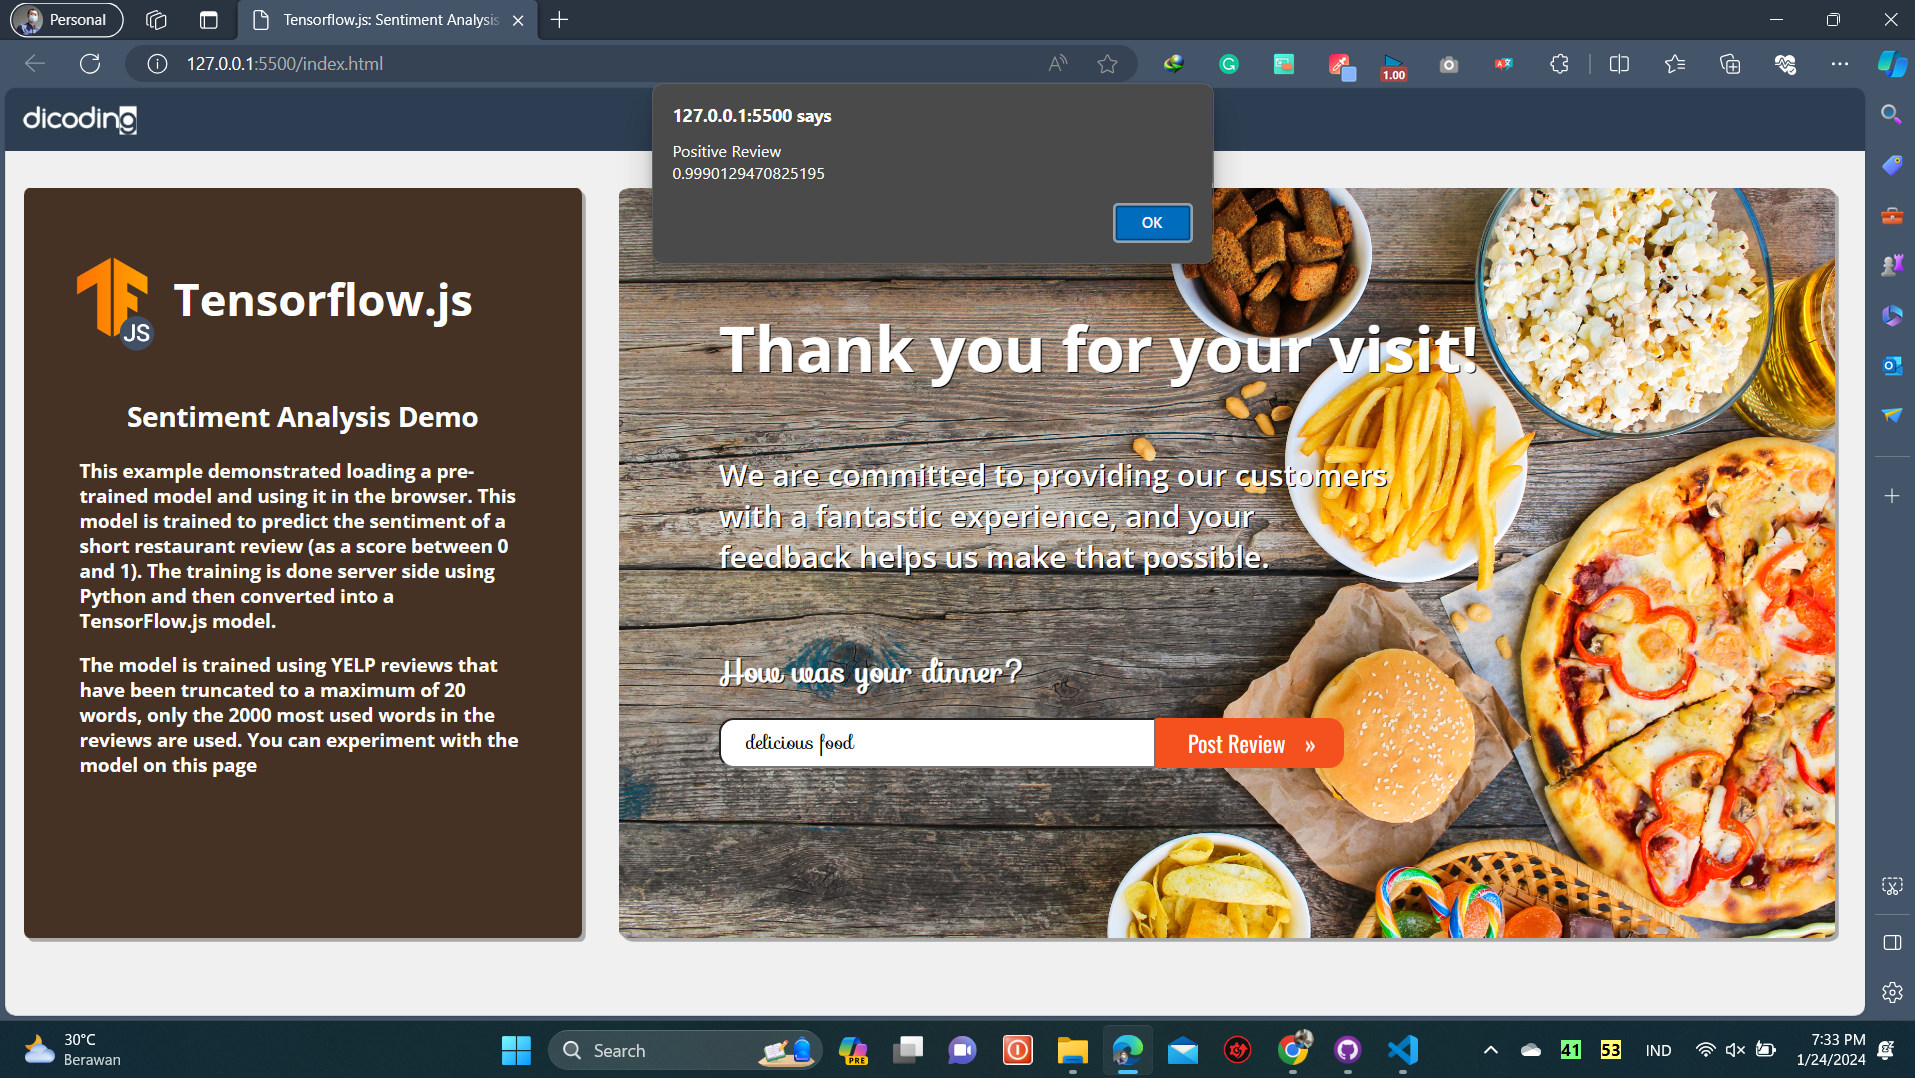 Personal
Tensorflow.js: Sentiment Analysis
127.0.0.1:5500/index.html
1.00
dicoding
127.0.0.1:5500 says
Positive Review
0.9990129470825195
OK
JS
Tensorflow.js
Sentiment Analysis Demo
This example demonstrated loading a pre-
trained model and using it in the browser. This
model is trained to predict the sentiment of a
short restaurant review (as a score between 0
and 1). The training is done server side using
Python and then converted into a
TensorFlow.js model.
The model is trained using YELP reviews that
have been truncated to a maximum of 20
words, only the 2000 most used words in the
reviews are used. You can experiment with the
model on this page
Thank you for your visit!
We are committed to providing our customers
with a fantastic experience, and your
feedback helps us make that possible.
How was your dinner?
delicious food
Post Review »
30°C
Berawan
Search
PRE
41
53
IND
7:33 PM
1/24/2024